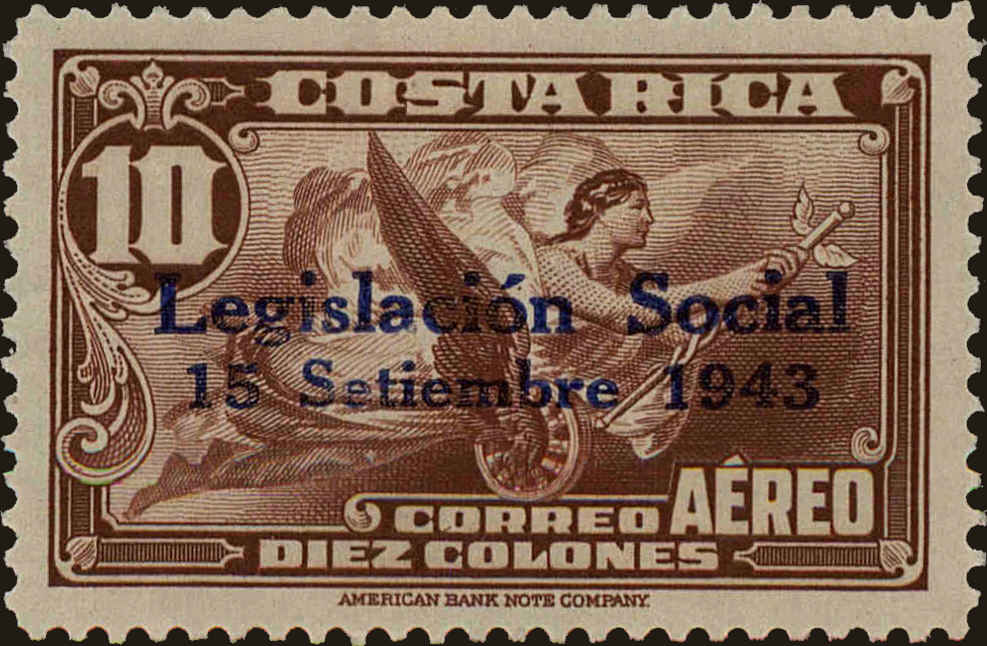 COSTA RICA
10
Legislación Social
15 Setiembre 1943
CORREO AÉREO
DIEZ COLONES
AMERICAN BANK NOTE COMPANY.